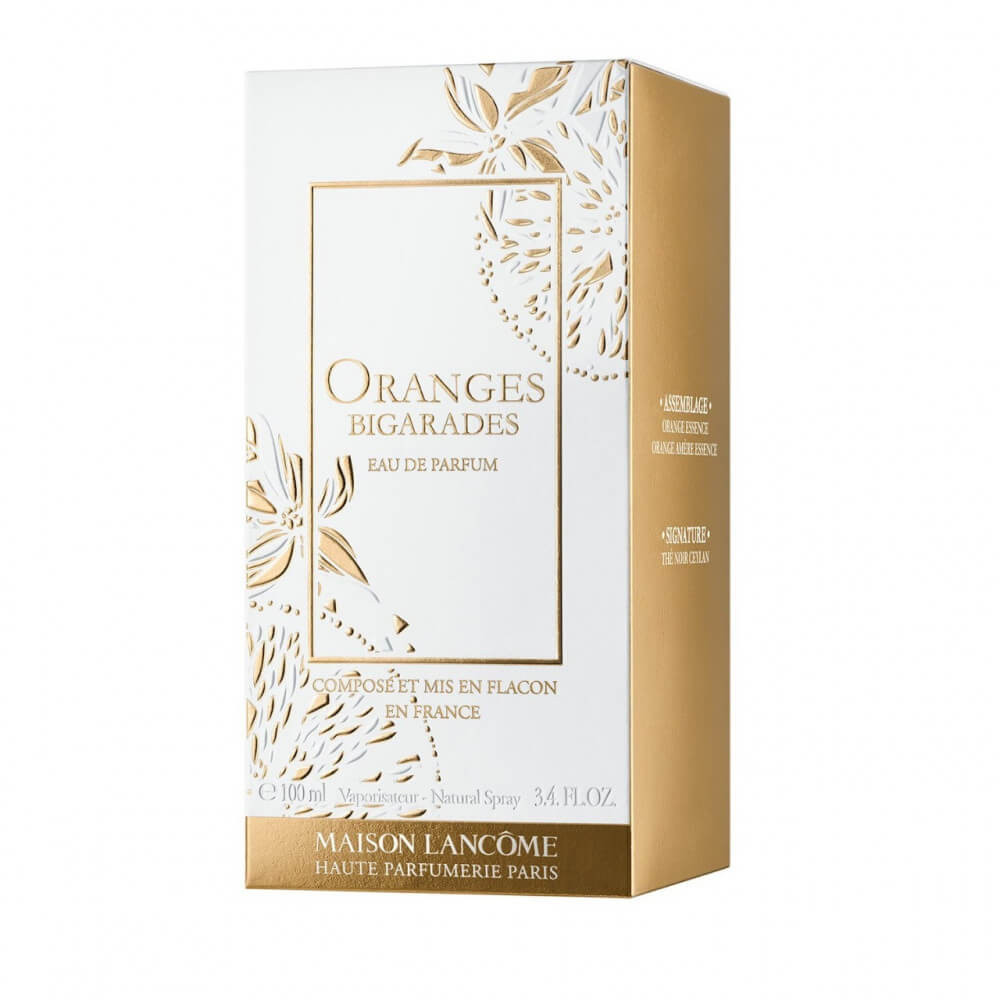 ORANGES
BIGARADES
EAU DE PARFUM
COMPOSÉ ET MIS EN FLACON
EN FRANCE
℮ 100 ml Vaporisateur - Natural Spray 3.4. FL.OZ.
MAISON LANCÔME
HAUTE PARFUMERIE PARIS
• ASSEMBLAGE •
ORANGE ESSENCE
ORANGE AMÈRE ESSENCE
• SIGNATURE •
THÉ NOIR CEYLAN